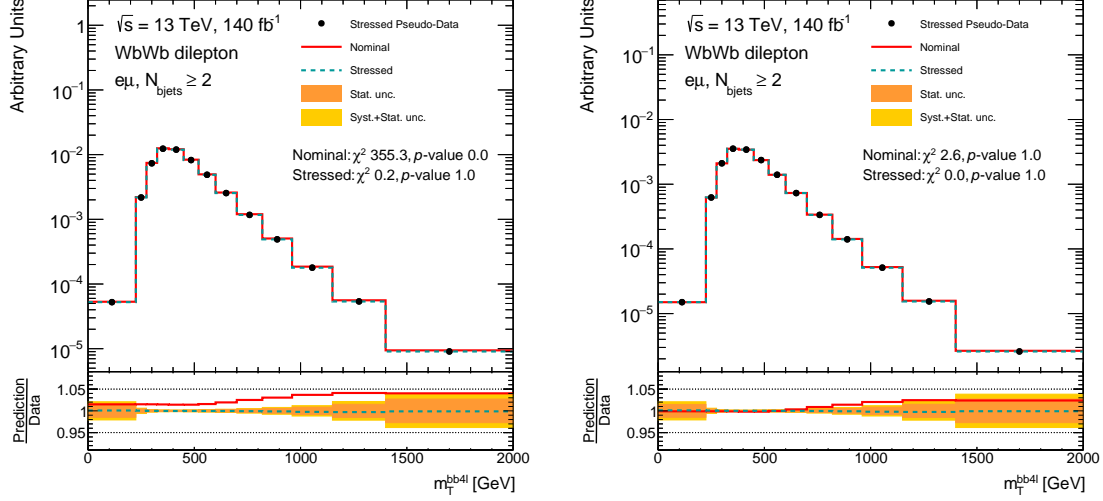 √s = 13 TeV, 140 fb⁻¹
WbWb dilepton
eμ, N_bjets ≥ 2
Stressed Pseudo-Data
Nominal
Stressed
Stat. unc.
Syst.+Stat. unc.
Nominal: χ² 355.3, p-value 0.0
Stressed: χ² 0.2, p-value 1.0
Arbitrary Units
1
10⁻¹
10⁻²
10⁻³
10⁻⁴
10⁻⁵
Prediction
Data
1.05
1
0.95
0 500 1000 1500 2000
m_T^bb4l [GeV]
√s = 13 TeV, 140 fb⁻¹
WbWb dilepton
eμ, N_bjets ≥ 2
Stressed Pseudo-Data
Nominal
Stressed
Stat. unc.
Syst.+Stat. unc.
Nominal: χ² 2.6, p-value 1.0
Stressed: χ² 0.0, p-value 1.0
Arbitrary Units
1
10⁻¹
10⁻²
10⁻³
10⁻⁴
10⁻⁵
Prediction
Data
1.05
1
0.95
0 500 1000 1500 2000
m_T^bb4l [GeV]